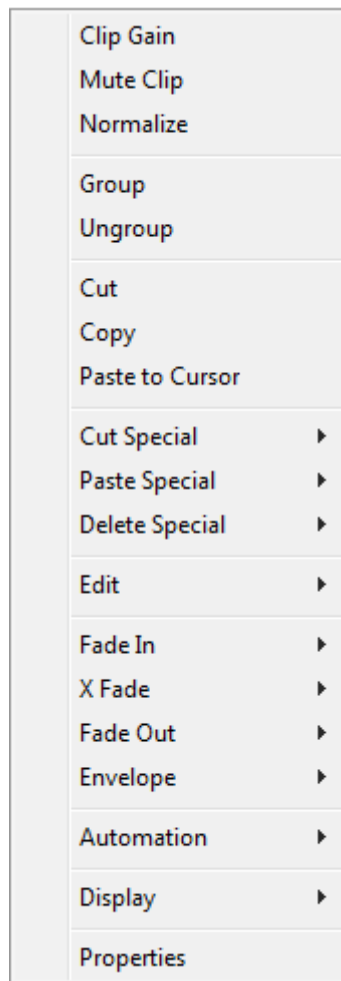 Clip Gain
Mute Clip
Normalize
Group
Ungroup
Cut
Copy
Paste to Cursor
Cut Special
Paste Special
Delete Special
Edit
Fade In
X Fade
Fade Out
Envelope
Automation
Display
Properties